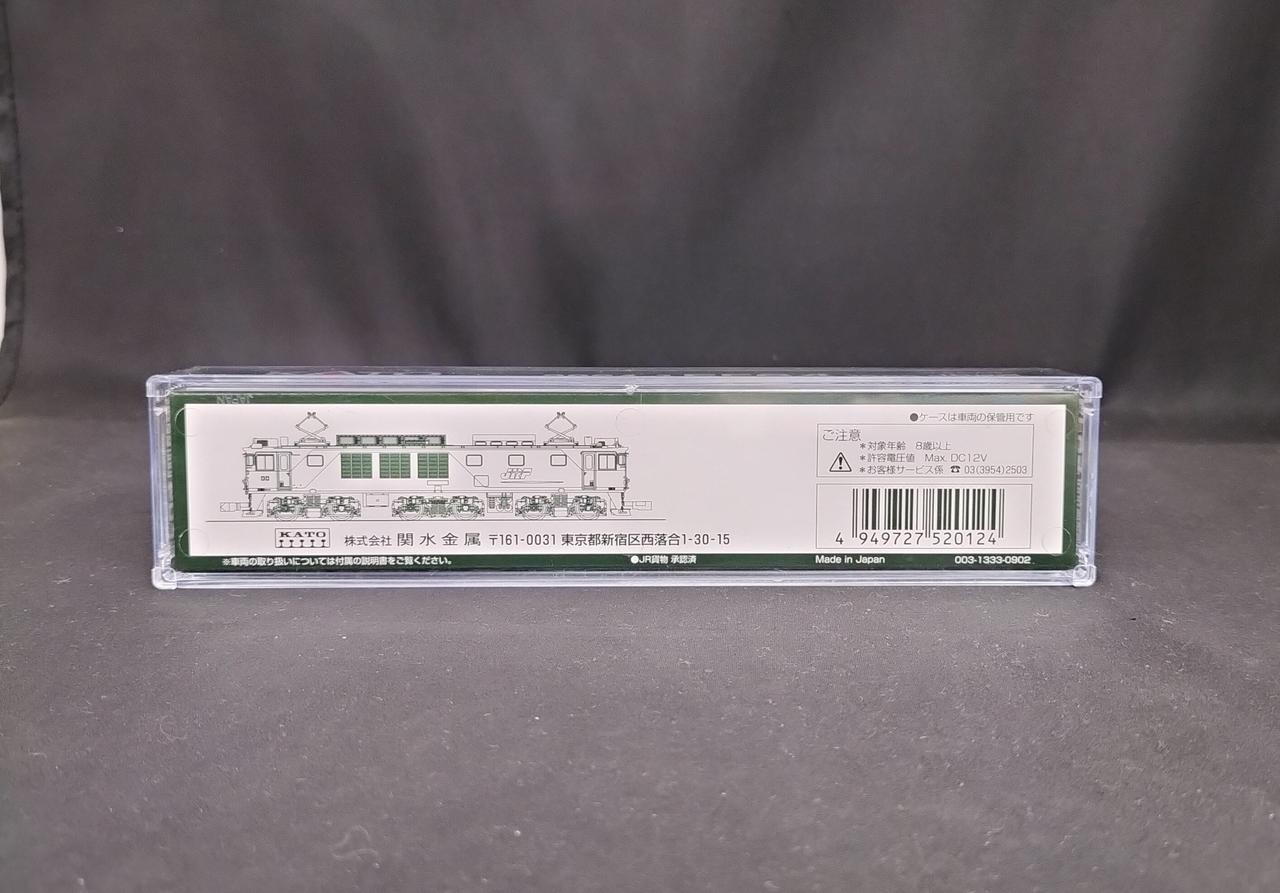 ●ケースは車両の保管用です
ご注意
*対象年齢 8歳以上
*許容電圧値 Max. DC12V
*お客様サービス係 ☎ 03(3954)2503
JRF
KATO
株式会社 関水金属 〒161-0031 東京都新宿区西落合1-30-15
4 949727 520124
※車両の取り扱いについては付属の説明書をご覧ください。
●JR貨物 承認済
Made in Japan
003-1333-0902
JAPAN